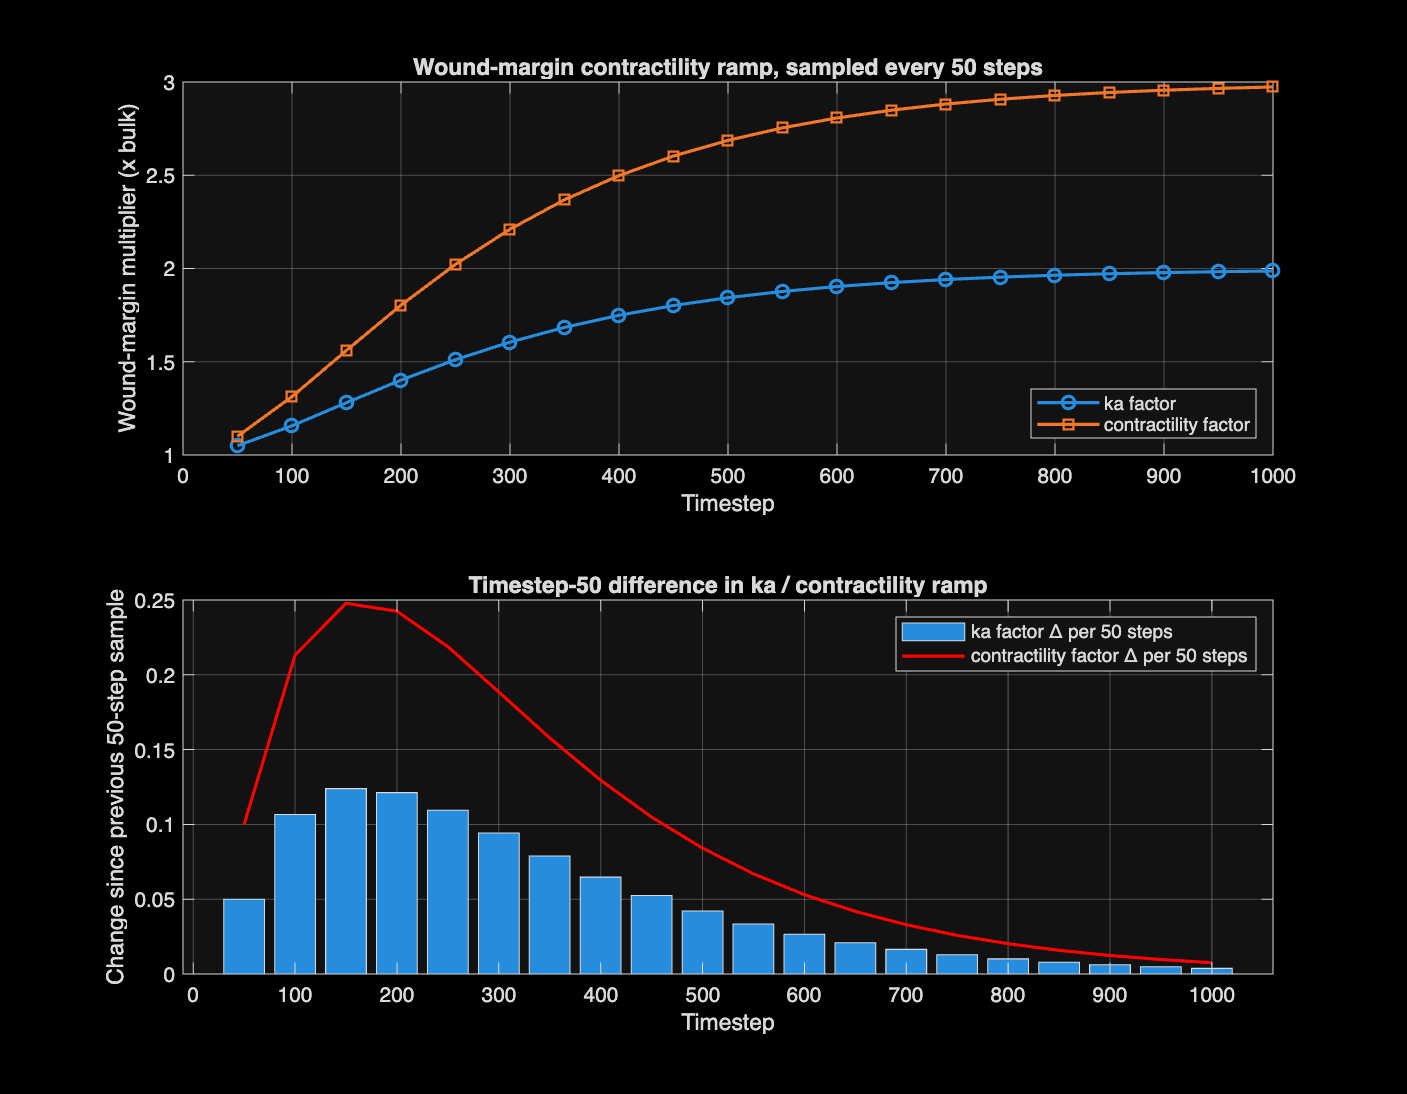 Wound-margin contractility ramp, sampled every 50 steps
Wound-margin multiplier (x bulk)
3
2.5
2
1.5
1
0 100 200 300 400 500 600 700 800 900 1000
Timestep
ka factor
contractility factor
Timestep-50 difference in ka / contractility ramp
Change since previous 50-step sample
0.25
0.2
0.15
0.1
0.05
0
0 100 200 300 400 500 600 700 800 900 1000
Timestep
ka factor Δ per 50 steps
contractility factor Δ per 50 steps